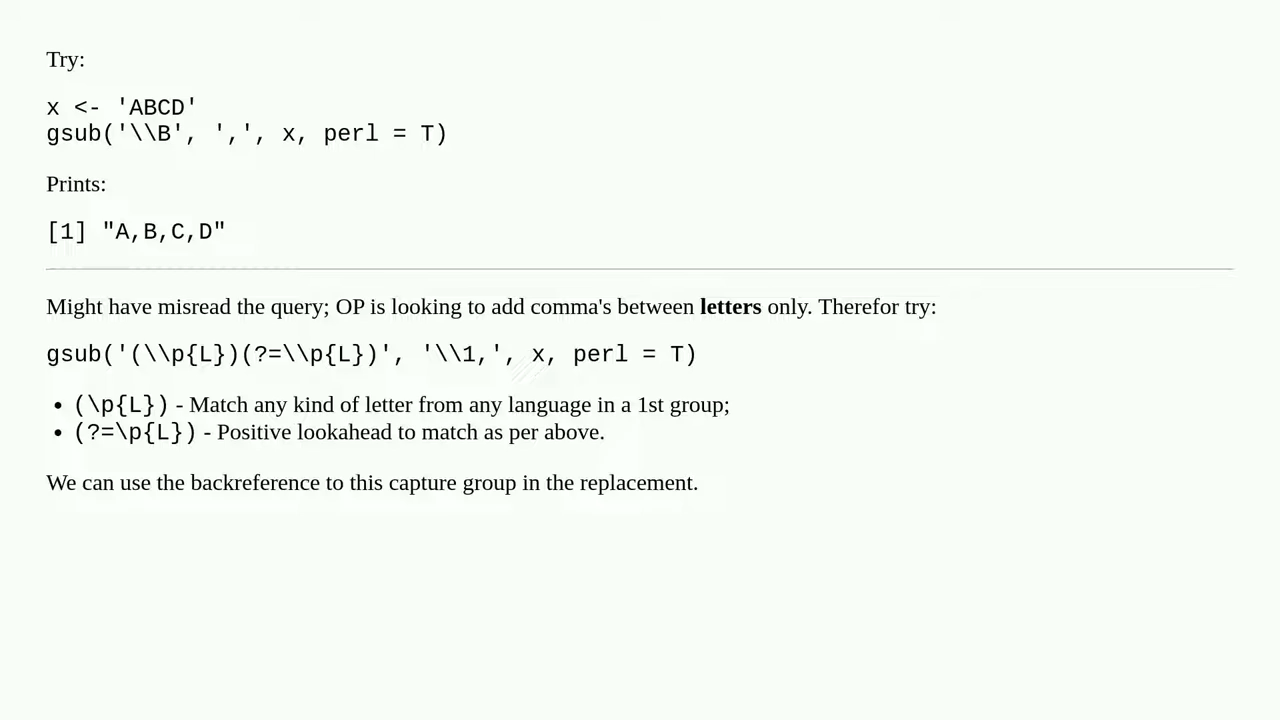 Try:
x <- 'ABCD'
gsub('\\B', ',', x, perl = T)
Prints:
[1] "A,B,C,D"
Might have misread the query; OP is looking to add comma's between letters only. Therefor try:
gsub('(\\p{L})(?=\\p{L})', '\\1,', x, perl = T)
• (\p{L}) - Match any kind of letter from any language in a 1st group;
• (?=\p{L}) - Positive lookahead to match as per above.
We can use the backreference to this capture group in the replacement.